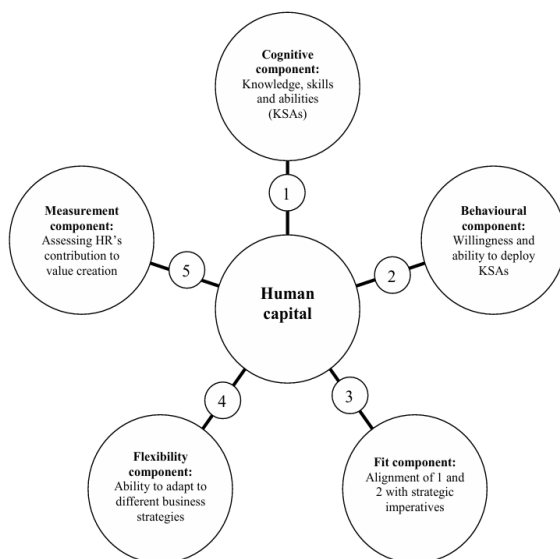 Cognitive
component:
Knowledge, skills
and abilities
(KSAs)
1
Measurement
component:
Assessing HR's
contribution to
value creation
5
Behavioural
component:
Willingness and
ability to deploy
KSAs
2
Human
capital
4
3
Flexibility
component:
Ability to adapt to
different business
strategies
Fit component:
Alignment of 1 and
2 with strategic
imperatives